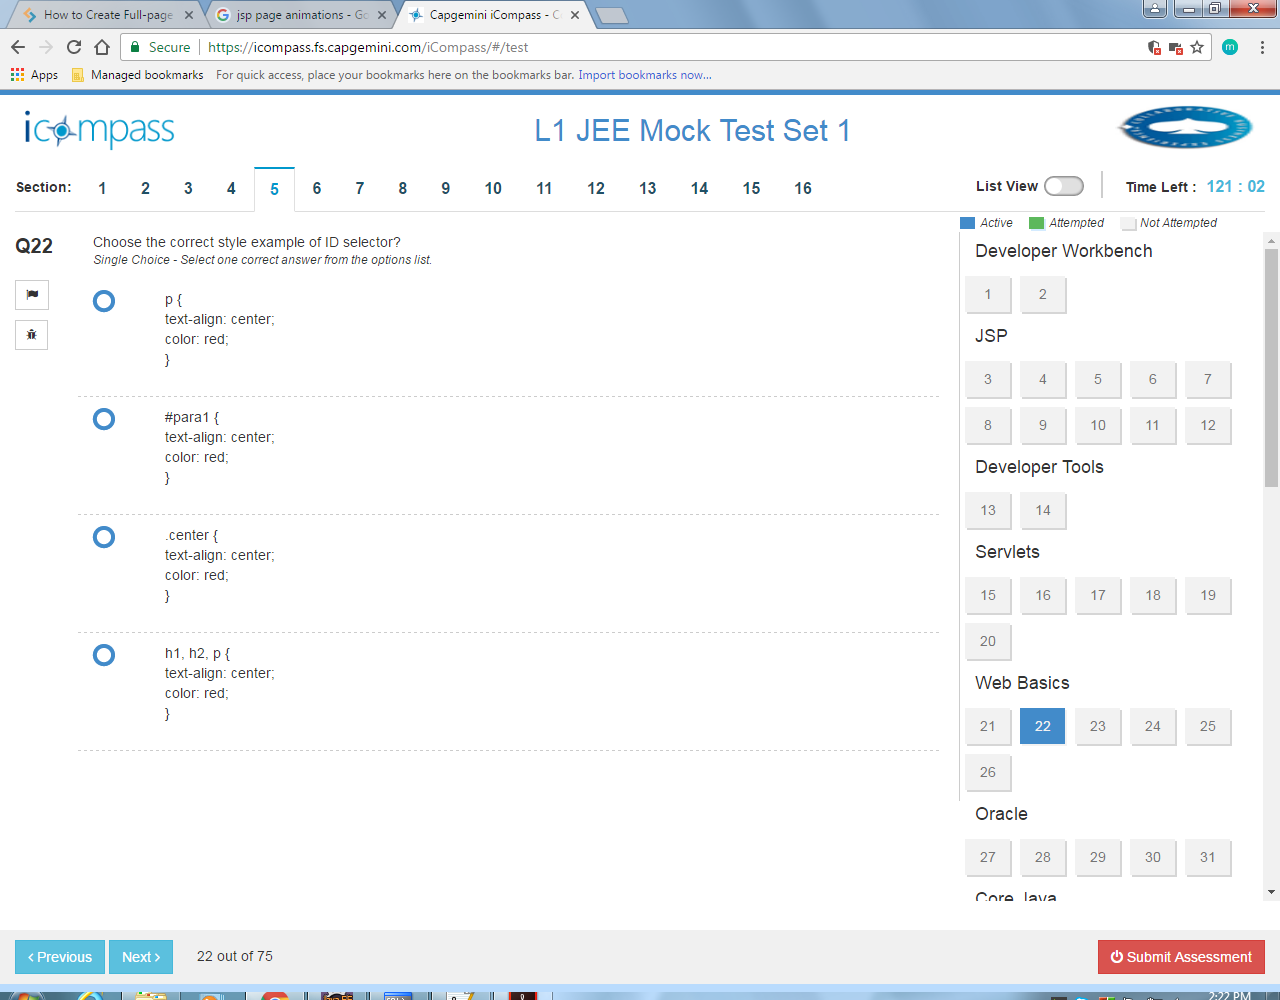 How to Create Full-page
jsp page animations - Go
Capgemini iCompass - C
Secure
https://icompass.fs.capgemini.com/iCompass/#/test
m
Apps
Managed bookmarks
For quick access, place your bookmarks here on the bookmarks bar. Import bookmarks now...
icompass
L1 JEE Mock Test Set 1
Section: 1 2 3 4 5 6 7 8 9 10 11 12 13 14 15 16
List View
Time Left : 121 : 02
Active Attempted Not Attempted
Q22
Choose the correct style example of ID selector?
Single Choice - Select one correct answer from the options list.
p {
text-align: center;
color: red;
}
#para1 {
text-align: center;
color: red;
}
.center {
text-align: center;
color: red;
}
h1, h2, p {
text-align: center;
color: red;
}
Developer Workbench
1 2
JSP
3 4 5 6 7
8 9 10 11 12
Developer Tools
13 14
Servlets
15 16 17 18 19
20
Web Basics
21 22 23 24 25
26
Oracle
27 28 29 30 31
Core Java
‹ Previous
Next ›
22 out of 75
Submit Assessment
2:22 PM